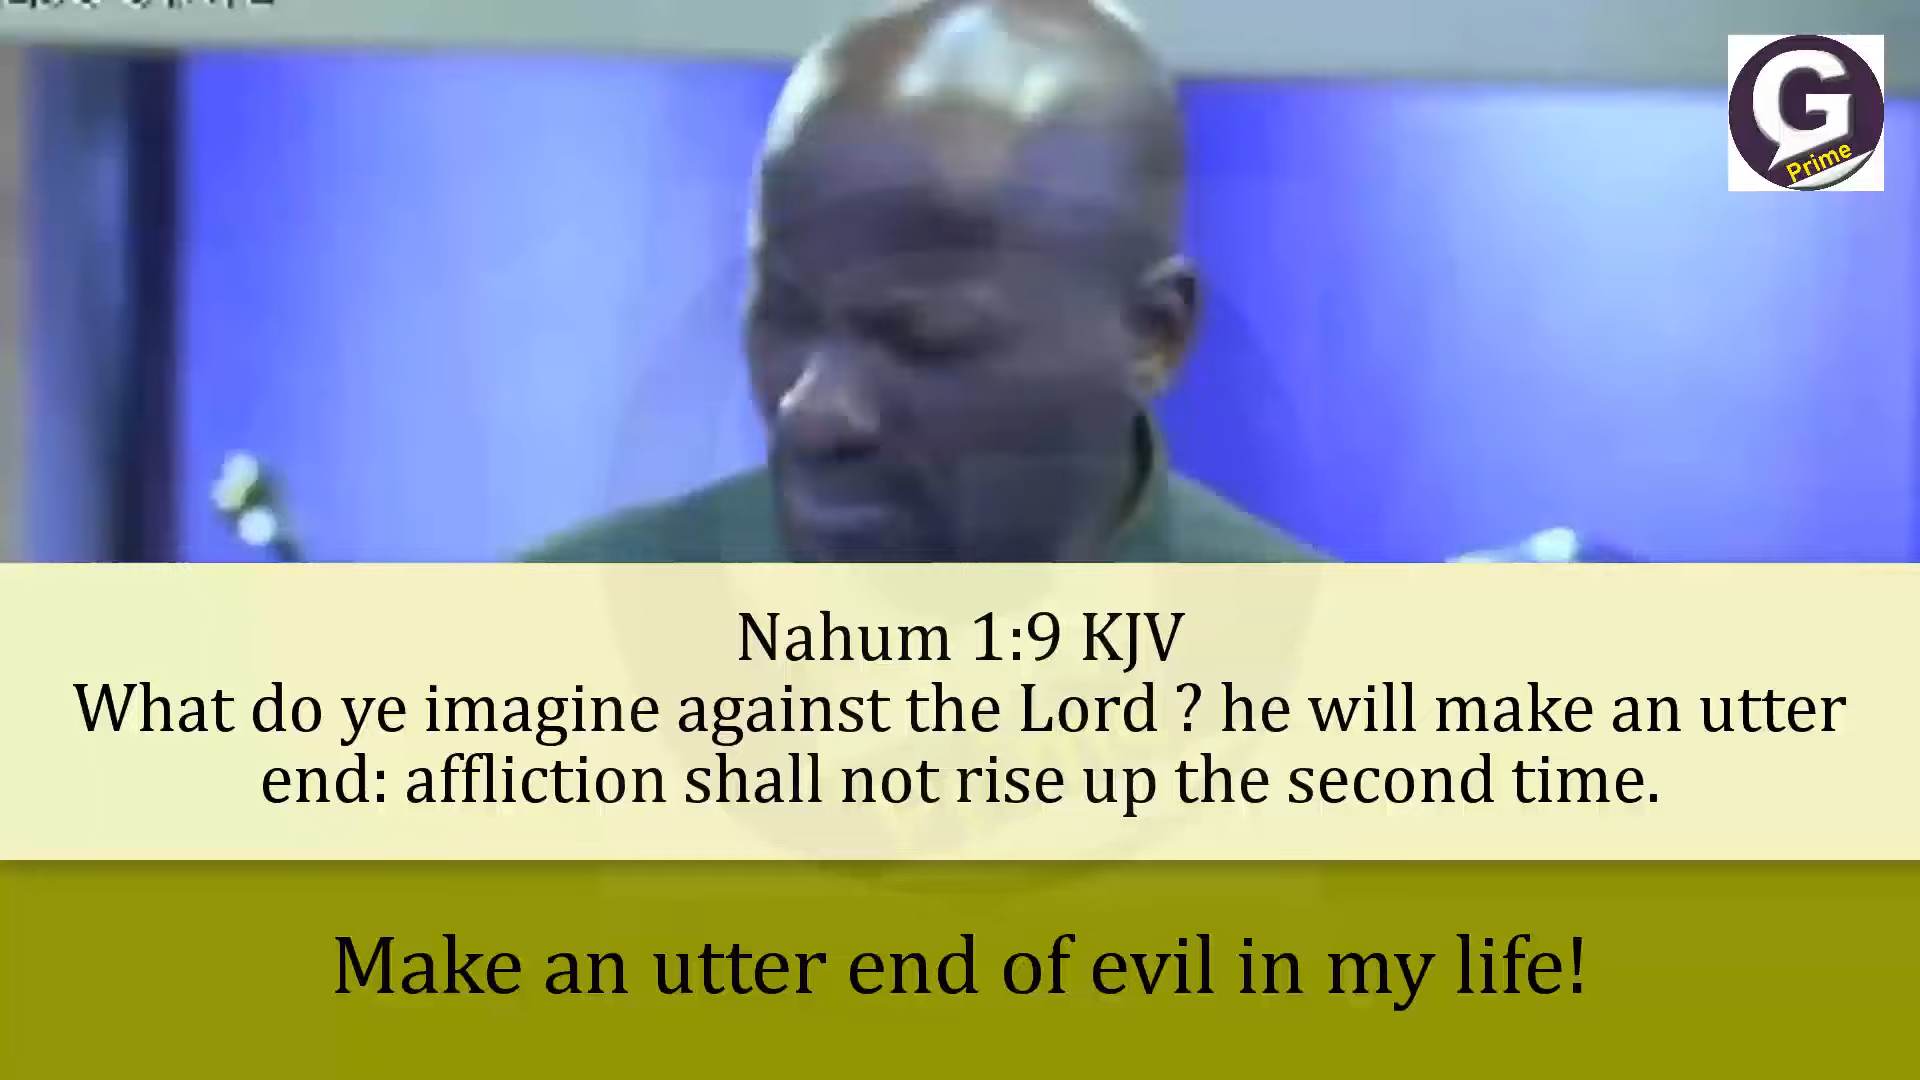 G
Prime
Nahum 1:9 KJV
What do ye imagine against the Lord ? he will make an utter
end: affliction shall not rise up the second time.
Make an utter end of evil in my life!